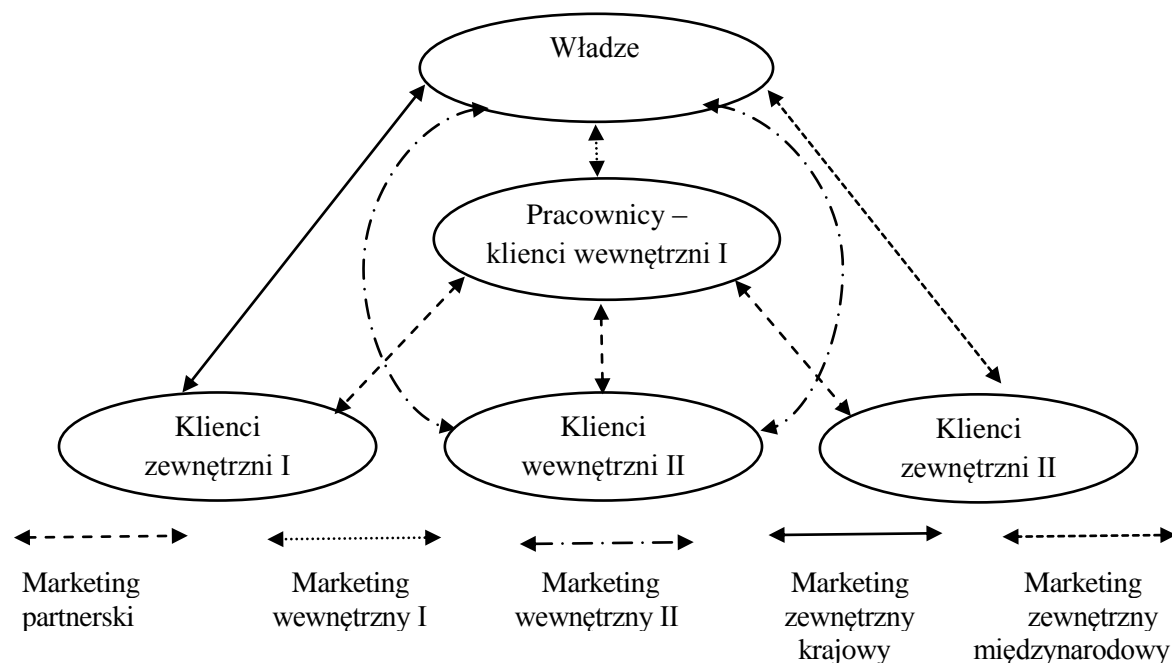 Władze
Pracownicy –
klienci wewnętrzni I
Klienci
zewnętrzni I
Klienci
wewnętrzni II
Klienci
zewnętrzni II
Marketing
partnerski
Marketing
wewnętrzny I
Marketing
wewnętrzny II
Marketing
zewnętrzny
krajowy
Marketing
zewnętrzny
międzynarodowy